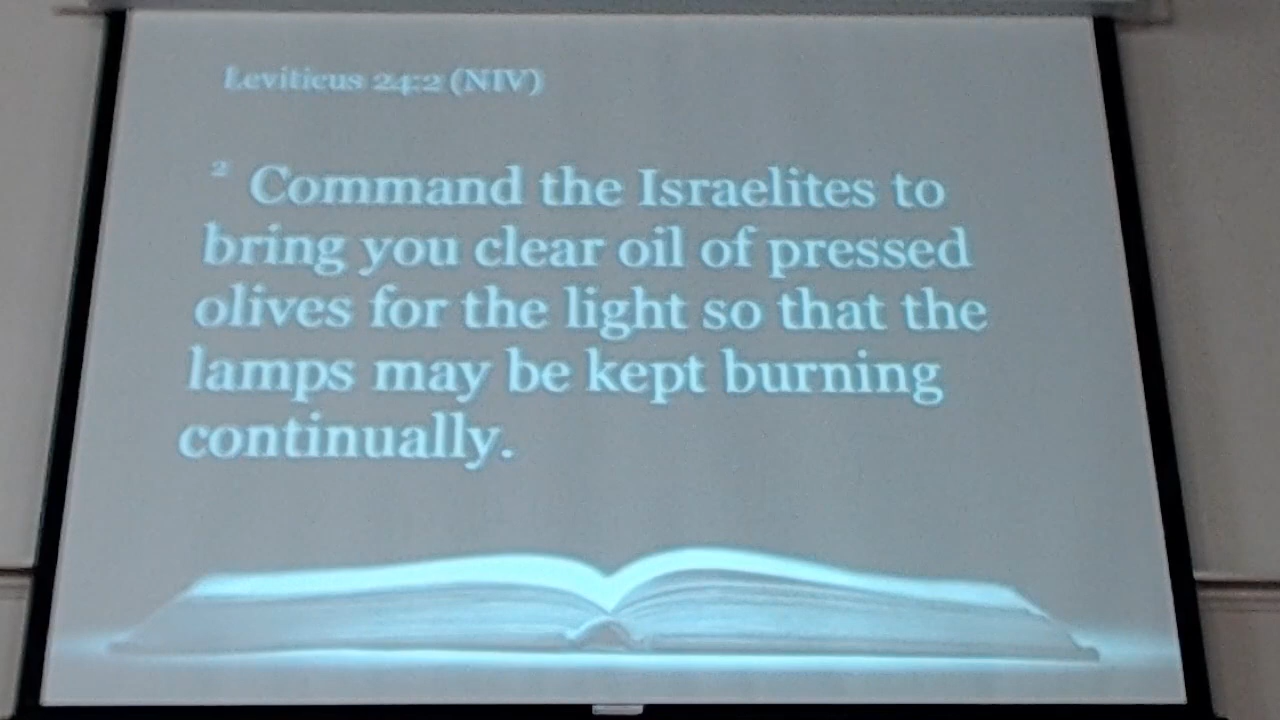 Leviticus 24:2 (NIV)
2 Command the Israelites to
bring you clear oil of pressed
olives for the light so that the
lamps may be kept burning
continually.